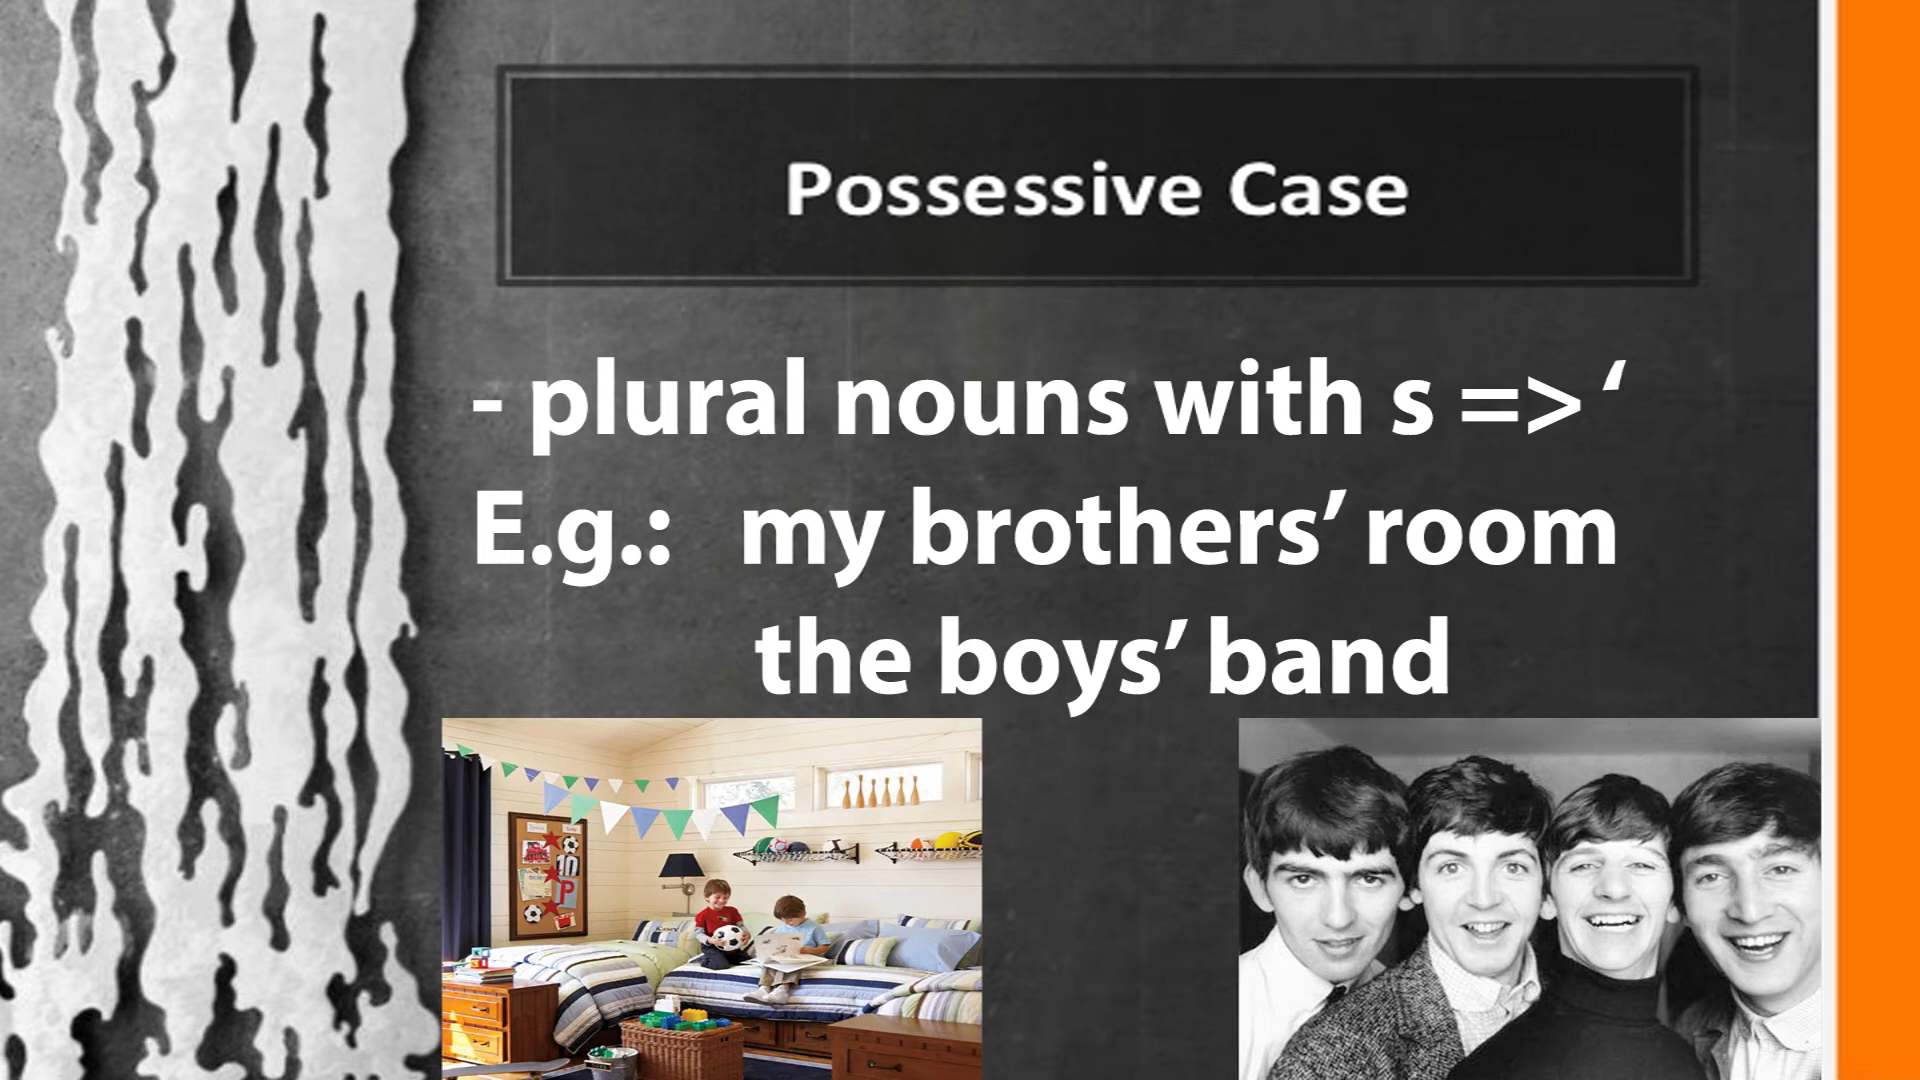 Possessive Case
- plural nouns with s => ‘
E.g.: my brothers’ room
the boys’ band